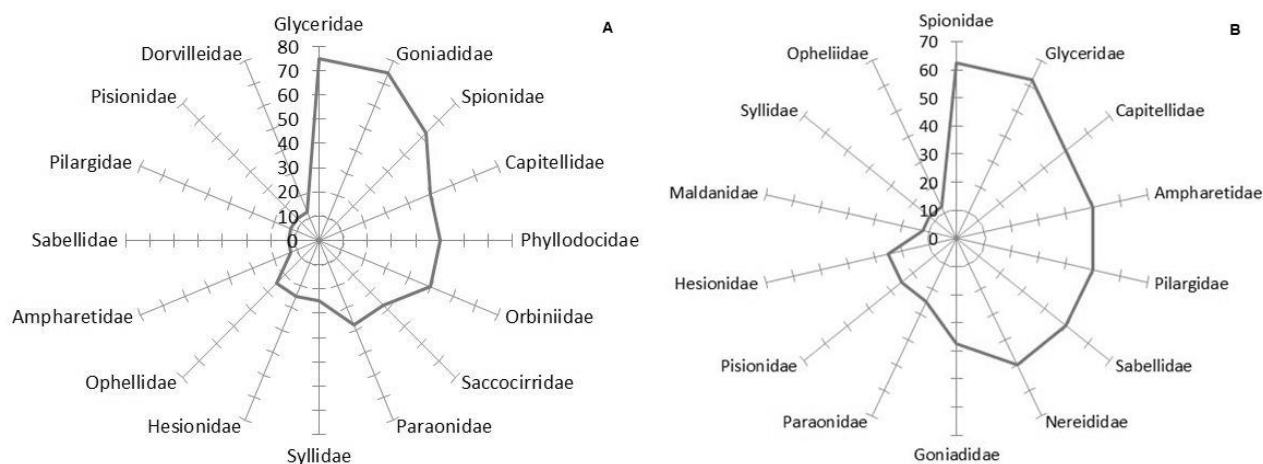 A
Glyceridae
Goniadidae
Spionidae
Capitellidae
Phyllodocidae
Orbiniidae
Saccocirridae
Paraonidae
Syllidae
Hesionidae
Ophellidae
Ampharetidae
Sabellidae
Pilargidae
Pisionidae
Dorvilleidae
80
70
60
50
40
30
20
10
0
B
Spionidae
Glyceridae
Capitellidae
Ampharetidae
Pilargidae
Sabellidae
Nereididae
Goniadidae
Paraonidae
Pisionidae
Hesionidae
Maldanidae
Syllidae
Opheliidae
70
60
50
40
30
20
10
0